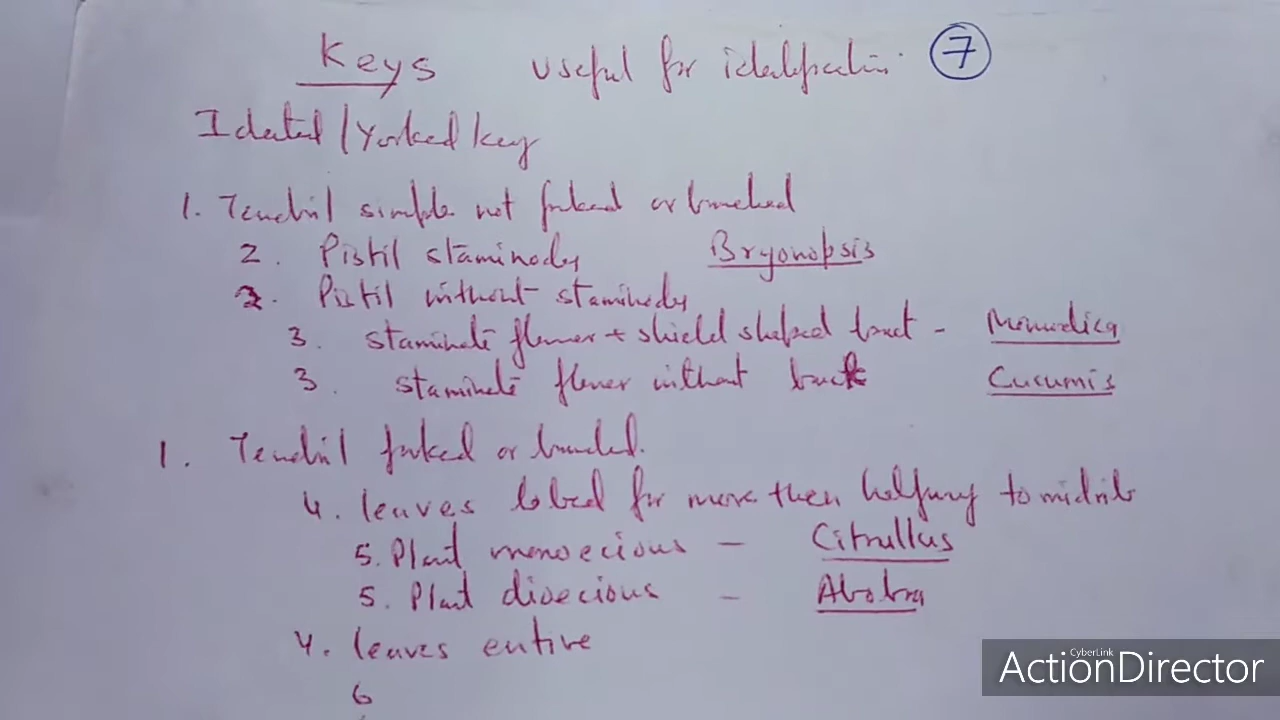 Keys useful for identification 7
Idented / Yorked key
1. Tendril simple not forked or branched
2. Pistil staminody Bryonopsis
2. Pistil without staminody
3. staminate flower + shield shaped bract - Momordica
3. staminate flower without bract Cucumis
1. Tendril forked or branched.
4. leaves lobed for more then halfway to midrib
5. Plant monoecious - Citrullus
5. Plant dioecious - Abobra
4. leaves entire
6
CyberLink
ActionDirector